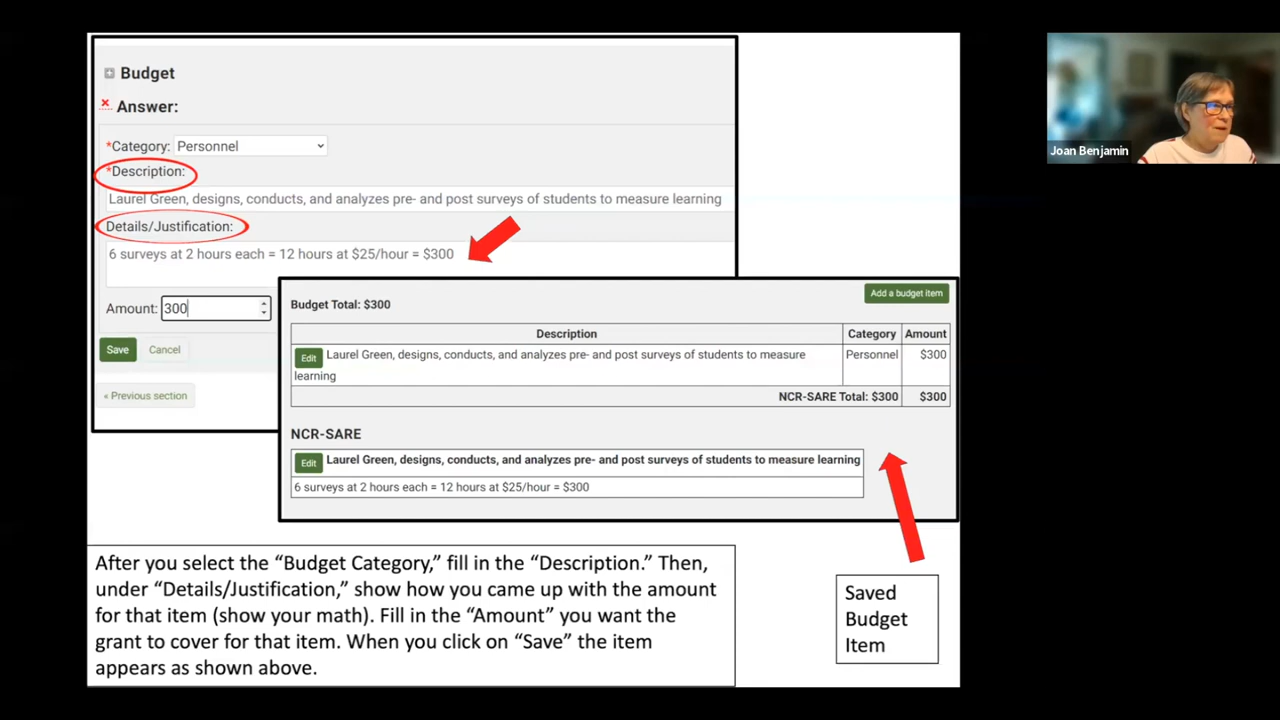 Budget
Answer:
*Category: Personnel
*Description:
Laurel Green, designs, conducts, and analyzes pre- and post surveys of students to measure learning
Details/Justification:
6 surveys at 2 hours each = 12 hours at $25/hour = $300
Amount: 300
Save Cancel
« Previous section
Add a budget item
Budget Total: $300
Description Category Amount
Edit Laurel Green, designs, conducts, and analyzes pre- and post surveys of students to measure Personnel $300
learning
NCR-SARE Total: $300 $300
NCR-SARE
Edit Laurel Green, designs, conducts, and analyzes pre- and post surveys of students to measure learning
6 surveys at 2 hours each = 12 hours at $25/hour = $300
After you select the “Budget Category,” fill in the “Description.” Then,
under “Details/Justification,” show how you came up with the amount
for that item (show your math). Fill in the “Amount” you want the
grant to cover for that item. When you click on “Save” the item
appears as shown above.
Saved
Budget
Item
Joan Benjamin